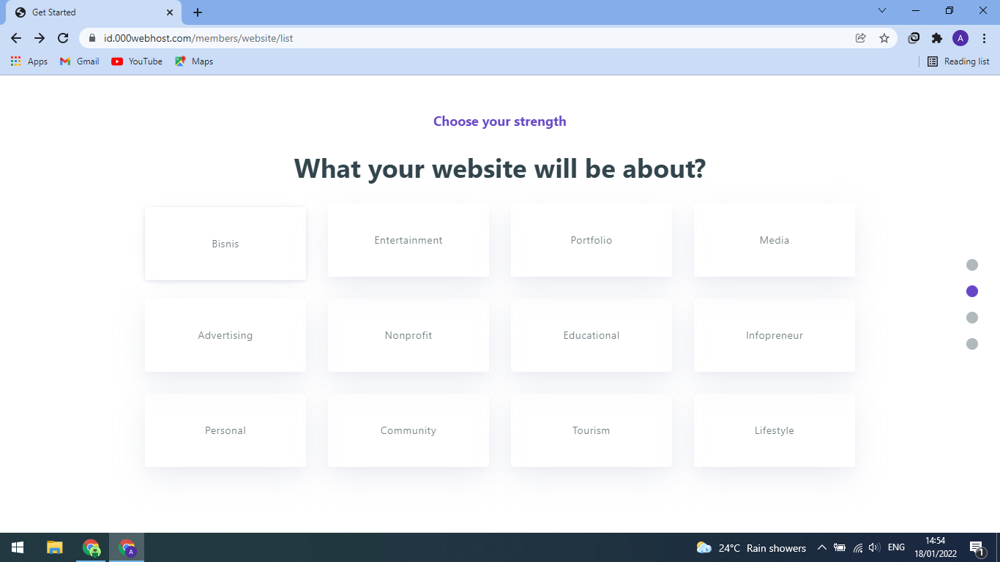 Get Started
id.000webhost.com/members/website/list
A
Apps Gmail YouTube Maps Reading list
Choose your strength
What your website will be about?
Bisnis Entertainment Portfolio Media
Advertising Nonprofit Educational Infopreneur
Personal Community Tourism Lifestyle
A 24°C Rain showers ENG 14:54
18/01/2022 1